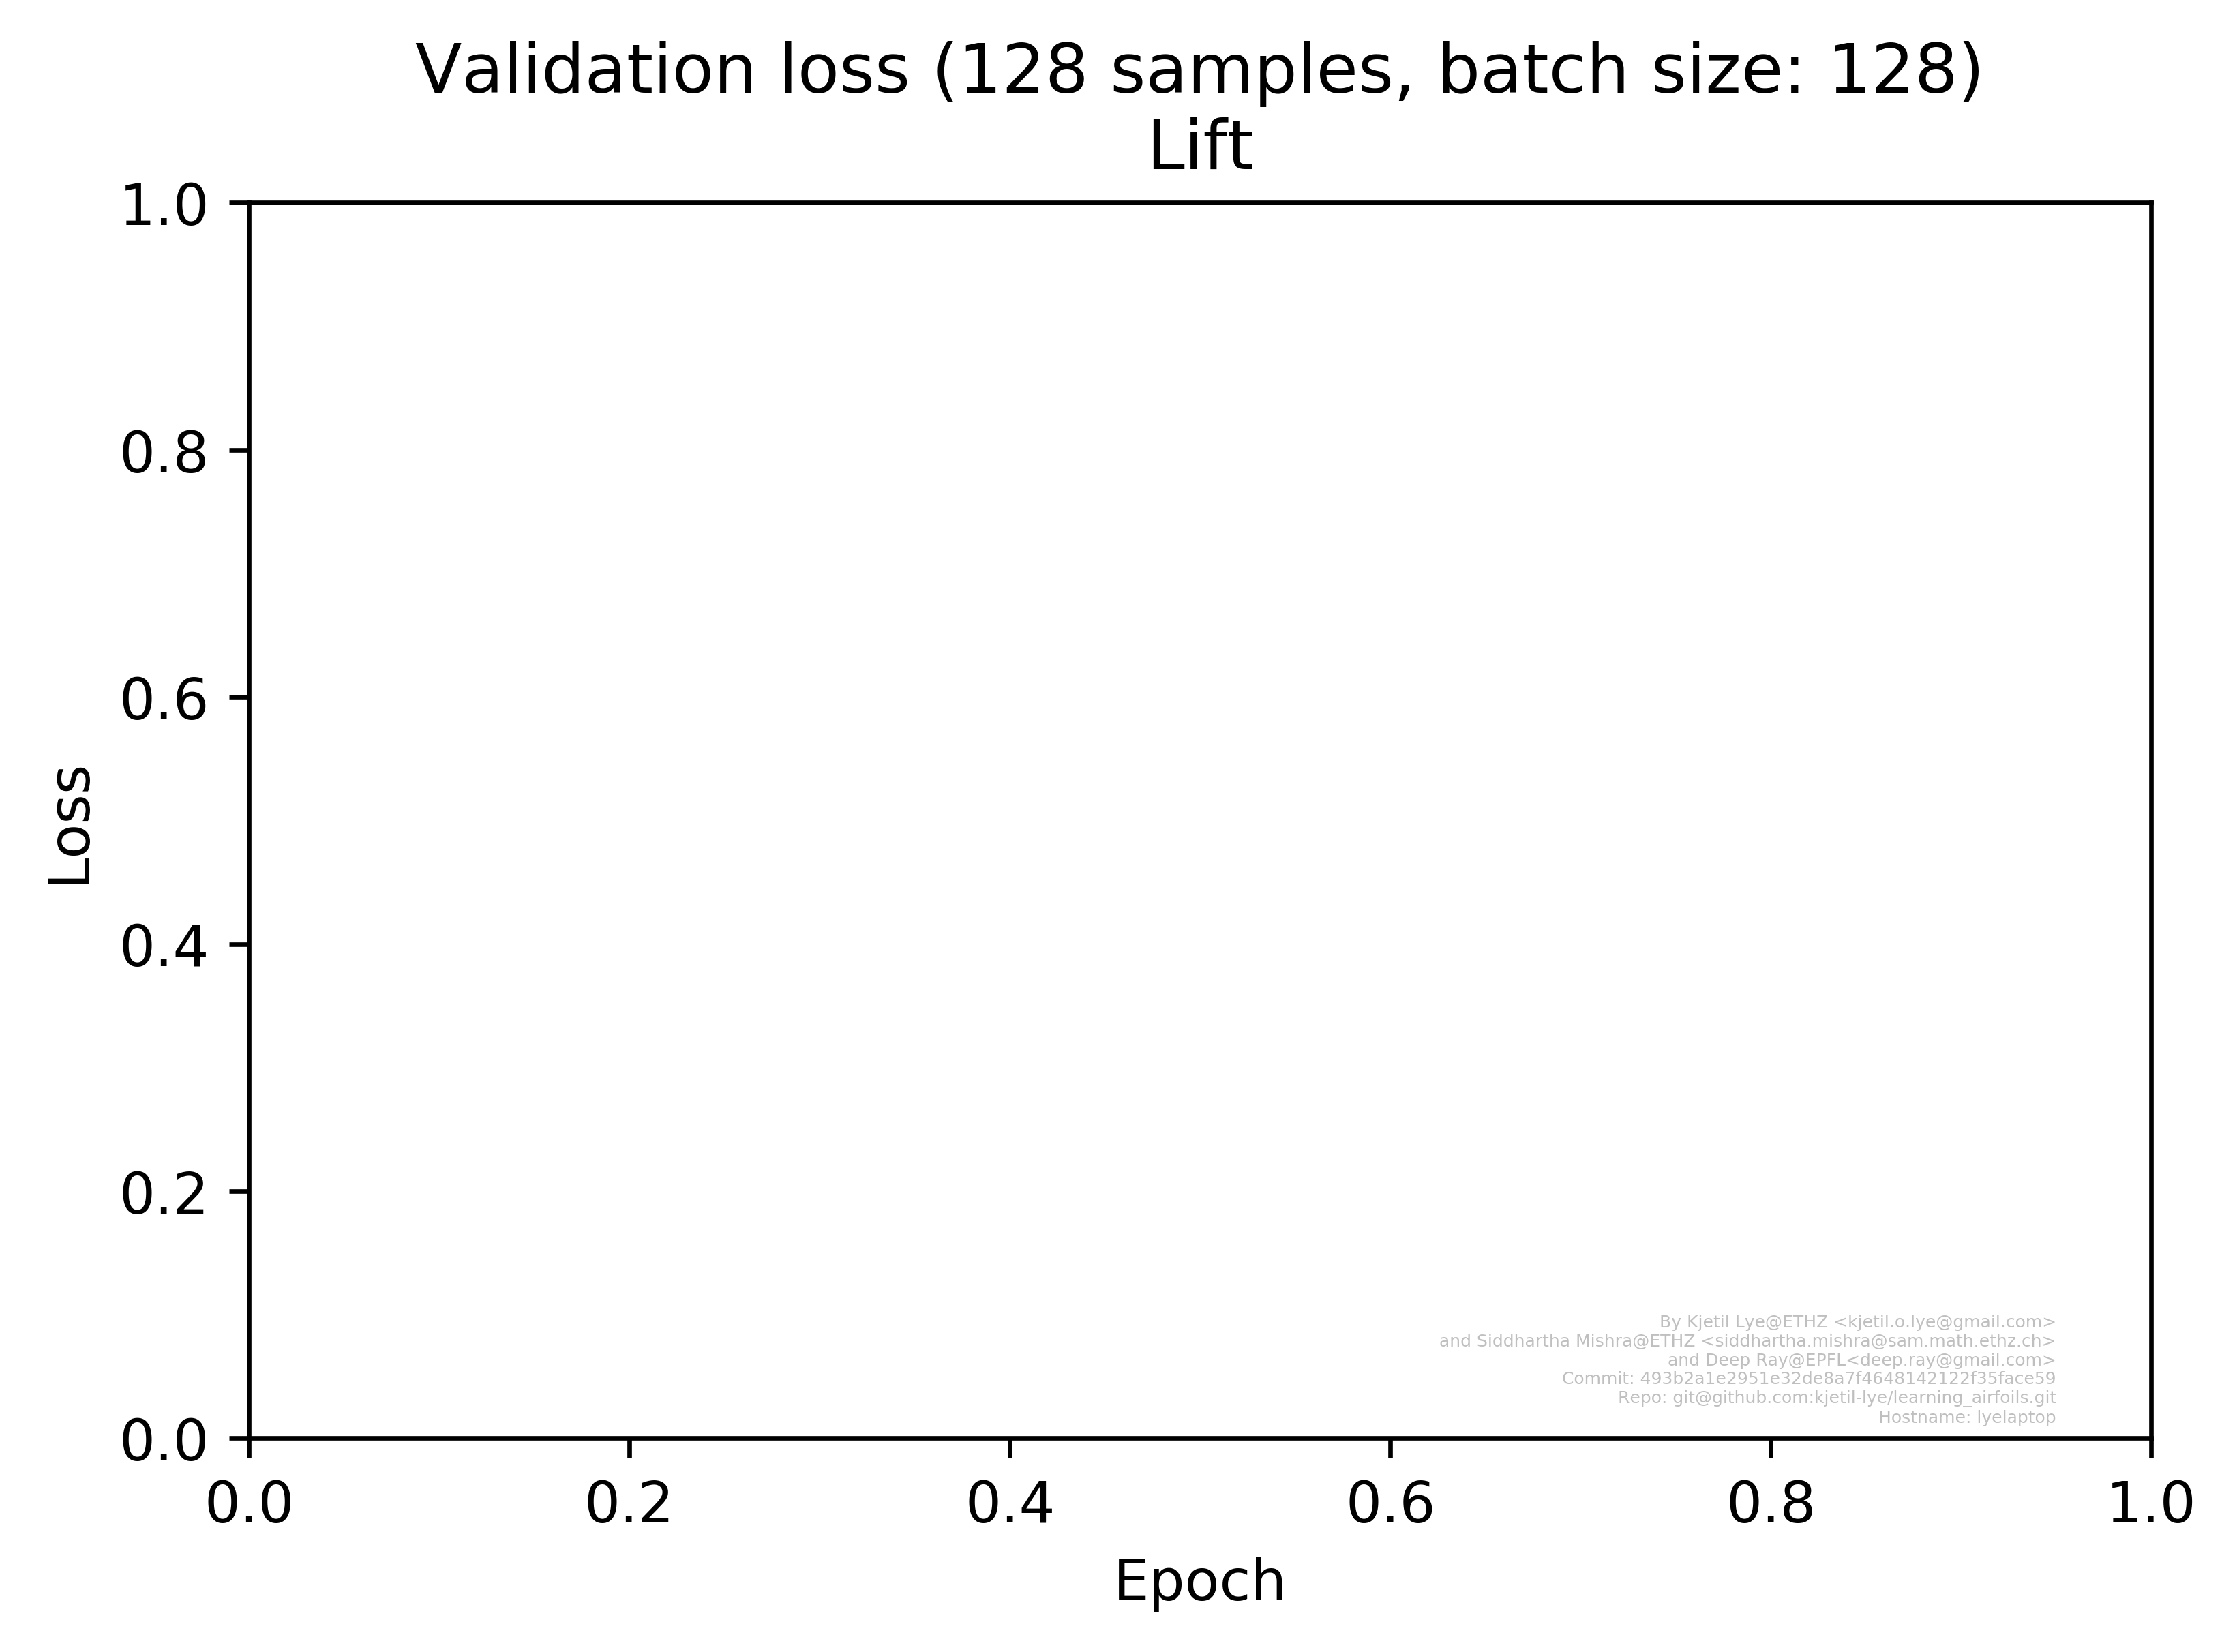 Validation loss (128 samples, batch size: 128)
Lift
1.0
0.8
0.6
0.4
0.2
0.0
Loss
By Kjetil Lye@ETHZ <kjetil.o.lye@gmail.com>
and Siddhartha Mishra@ETHZ <siddhartha.mishra@sam.math.ethz.ch>
and Deep Ray@EPFL<deep.ray@gmail.com>
Commit: 493b2a1e2951e32de8a7f4648142122f35face59
Repo: git@github.com:kjetil-lye/learning_airfoils.git
Hostname: lyelaptop
0.0 0.2 0.4 0.6 0.8 1.0
Epoch